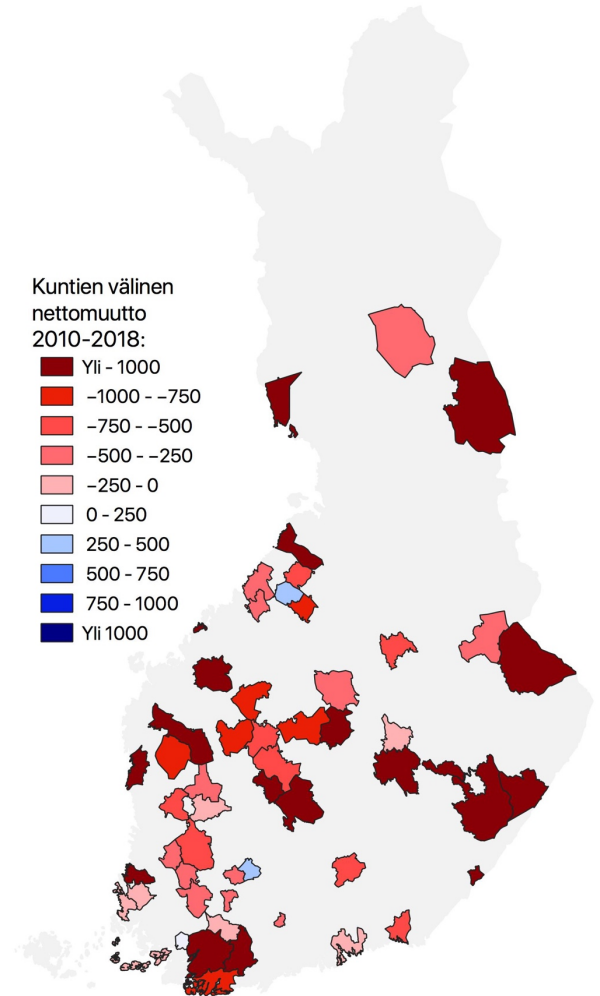 Kuntien välinen
nettomuutto
2010-2018:
Yli - 1000
−1000 - −750
−750 - −500
−500 - −250
−250 - 0
0 - 250
250 - 500
500 - 750
750 - 1000
Yli 1000